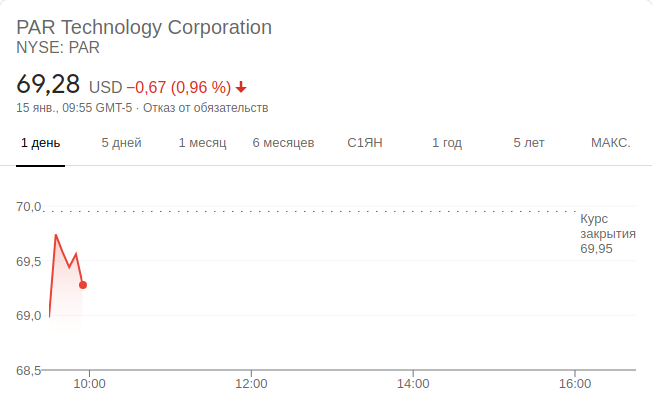 PAR Technology Corporation
NYSE: PAR
69,28 USD −0,67 (0,96 %)
15 янв., 09:55 GMT-5 · Отказ от обязательств
1 день 5 дней 1 месяц 6 месяцев С1ЯН 1 год 5 лет МАКС.
70,0
Курс
закрытия
69,95
69,5
69,0
68,5
10:00 12:00 14:00 16:00